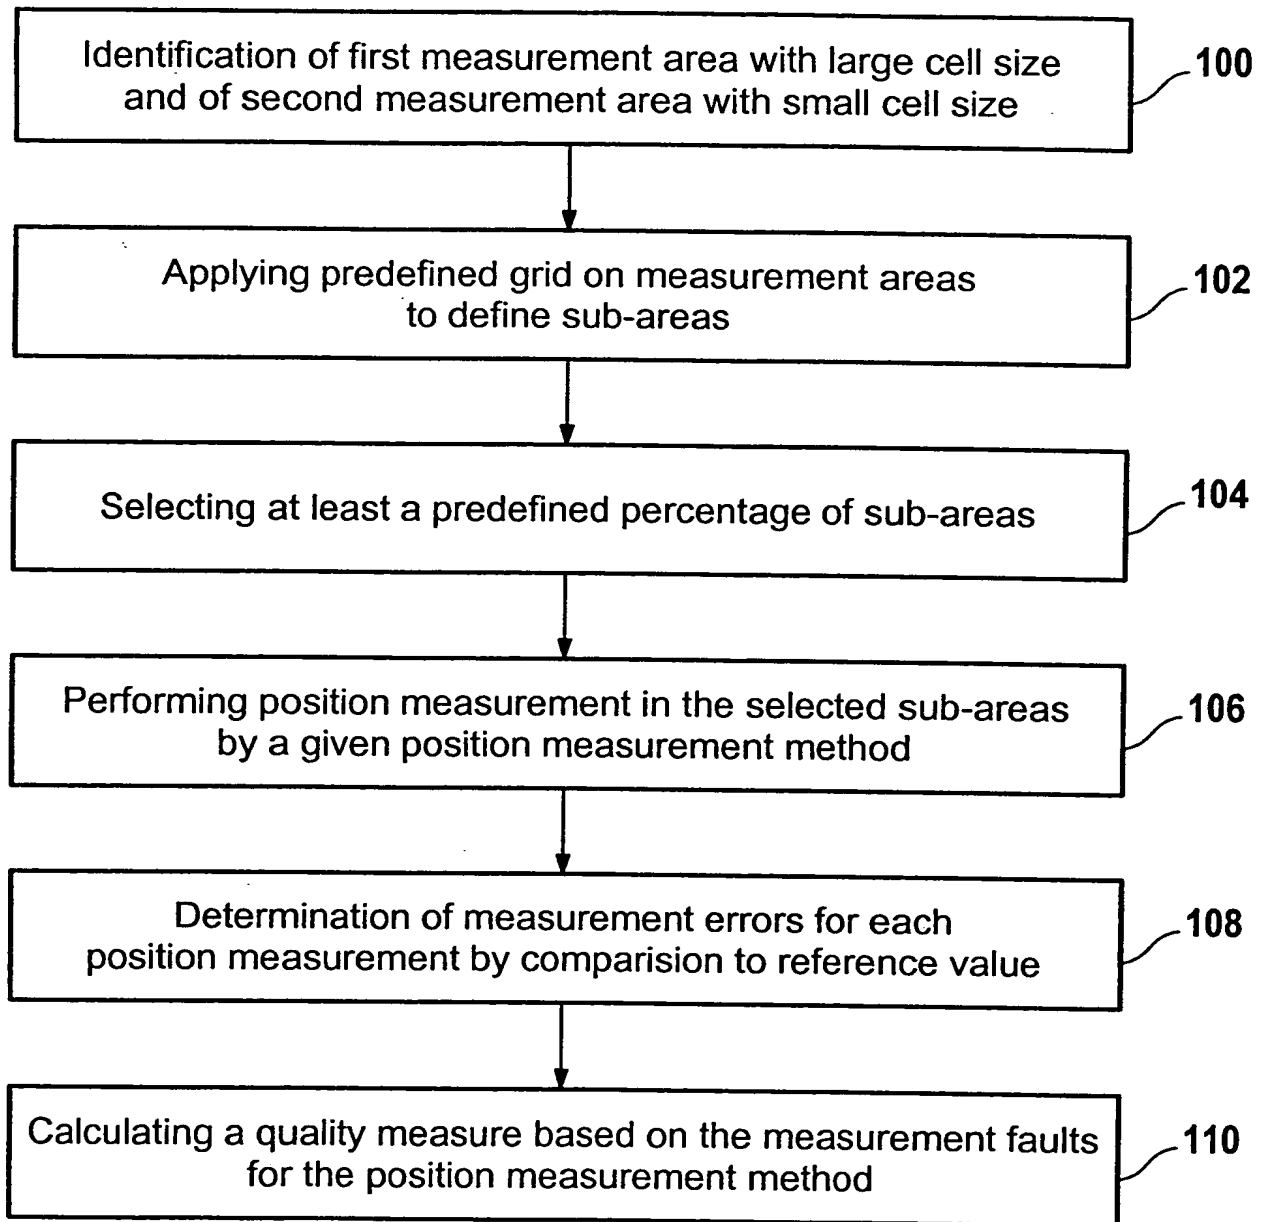 Identification of first measurement area with large cell size
and of second measurement area with small cell size
100
Applying predefined grid on measurement areas
to define sub-areas
102
Selecting at least a predefined percentage of sub-areas
104
Performing position measurement in the selected sub-areas
by a given position measurement method
106
Determination of measurement errors for each
position measurement by comparision to reference value
108
Calculating a quality measure based on the measurement faults
for the position measurement method
110